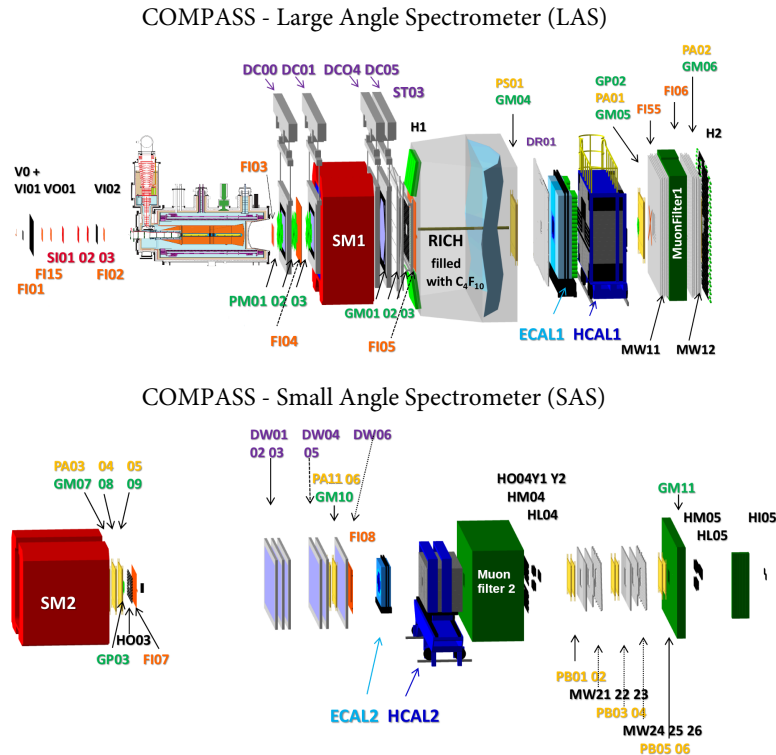 COMPASS - Large Angle Spectrometer (LAS)
DC00 DC01 DCO4 DC05
ST03
PA02
GM06
GP02
PA01
GM05
FI06
FI55
PS01
GM04
H1
H2
DR01
V0 +
VI01 VO01 VI02
FI03
SM1
RICH
filled
with C₄F₁₀
MuonFilter1
SI01 02 03
FI15 FI02
FI01
PM01 02 03
GM01 02 03
FI04
FI05
ECAL1 HCAL1
MW11 MW12
COMPASS - Small Angle Spectrometer (SAS)
PA03 04 05
GM07 08 09
DW01 DW04 DW06
02 03 05
PA11 06
GM10
FI08
HO04Y1 Y2
HM04
HL04
GM11
HM05 HI05
HL05
SM2
Muon
filter 2
HO03
GP03 FI07
ECAL2 HCAL2
PB01 02
MW21 22 23
PB03 04
MW24 25 26
PB05 06